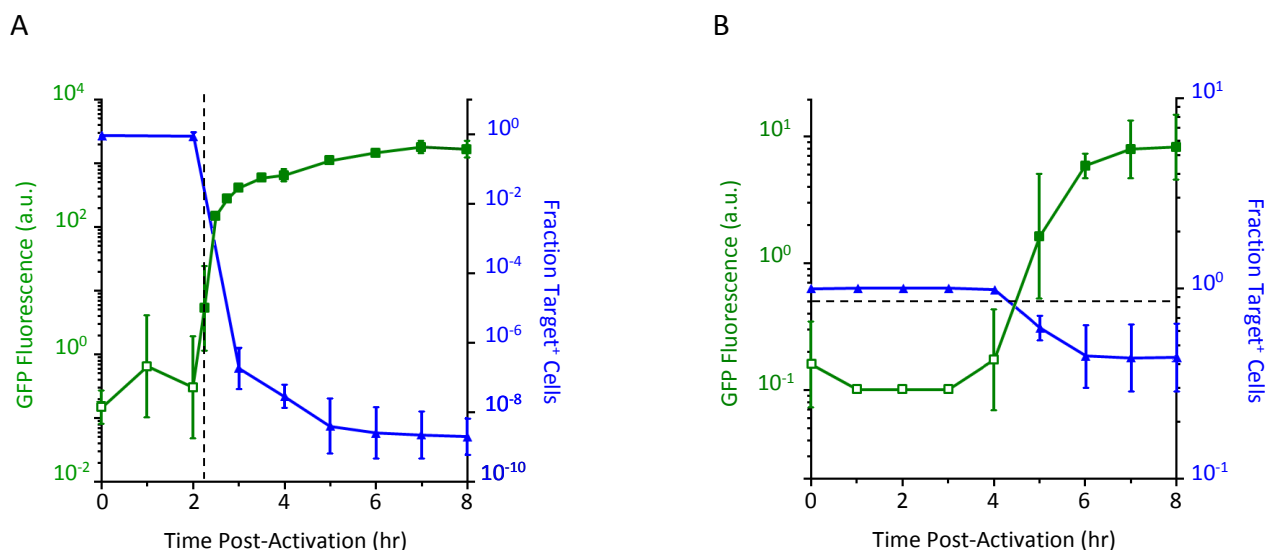 A
GFP Fluorescence (a.u.)
10^4
10^2
10^0
10^-2
10^0
10^-2
10^-4
10^-6
10^-8
10^-10
Fraction Target+ Cells
0 2 4 6 8
Time Post-Activation (hr)
B
GFP Fluorescence (a.u.)
10^1
10^0
10^-1
10^1
10^0
10^-1
Fraction Target+ Cells
0 2 4 6 8
Time Post-Activation (hr)